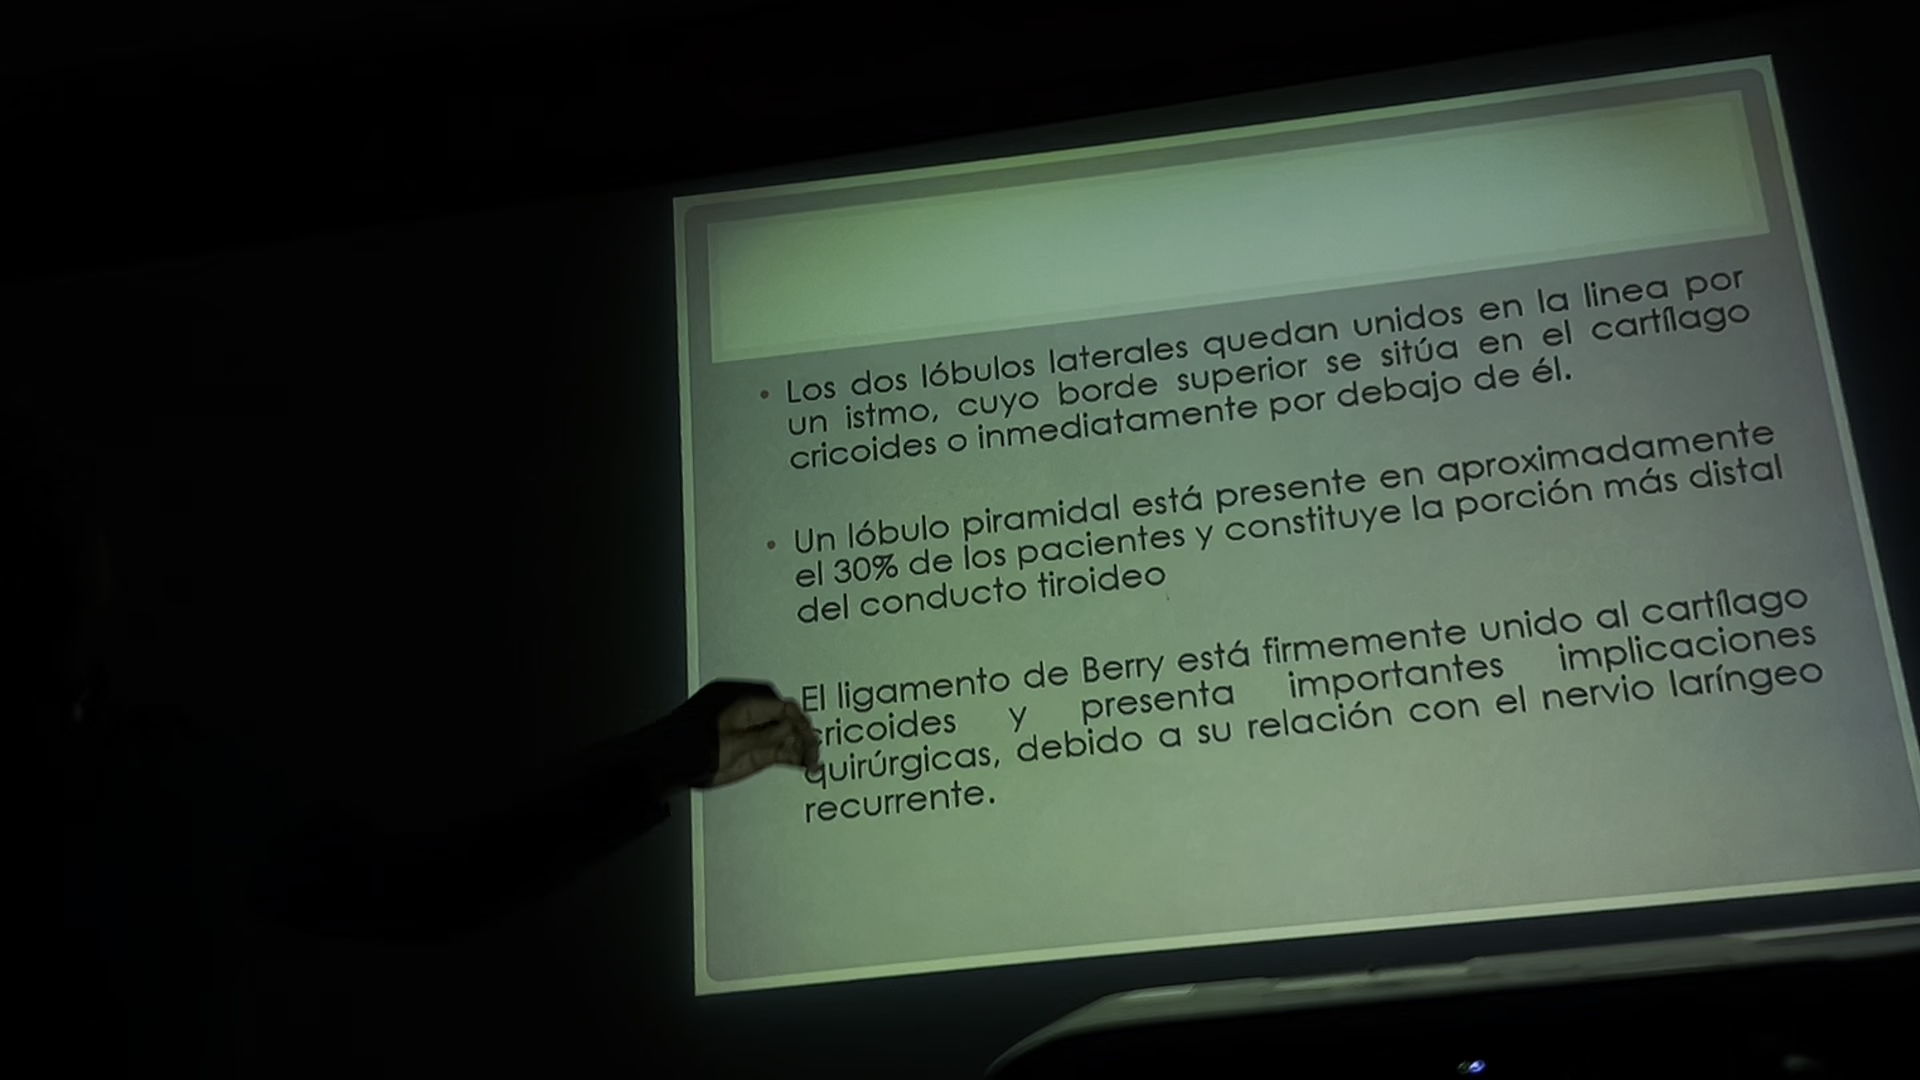 • Los dos lóbulos laterales quedan unidos en la linea por
un istmo, cuyo borde superior se sitúa en el cartílago
cricoides o inmediatamente por debajo de él.
• Un lóbulo piramidal está presente en aproximadamente
el 30% de los pacientes y constituye la porción más distal
del conducto tiroideo
El ligamento de Berry está firmemente unido al cartílago
cricoides y presenta importantes implicaciones
quirúrgicas, debido a su relación con el nervio laríngeo
recurrente.